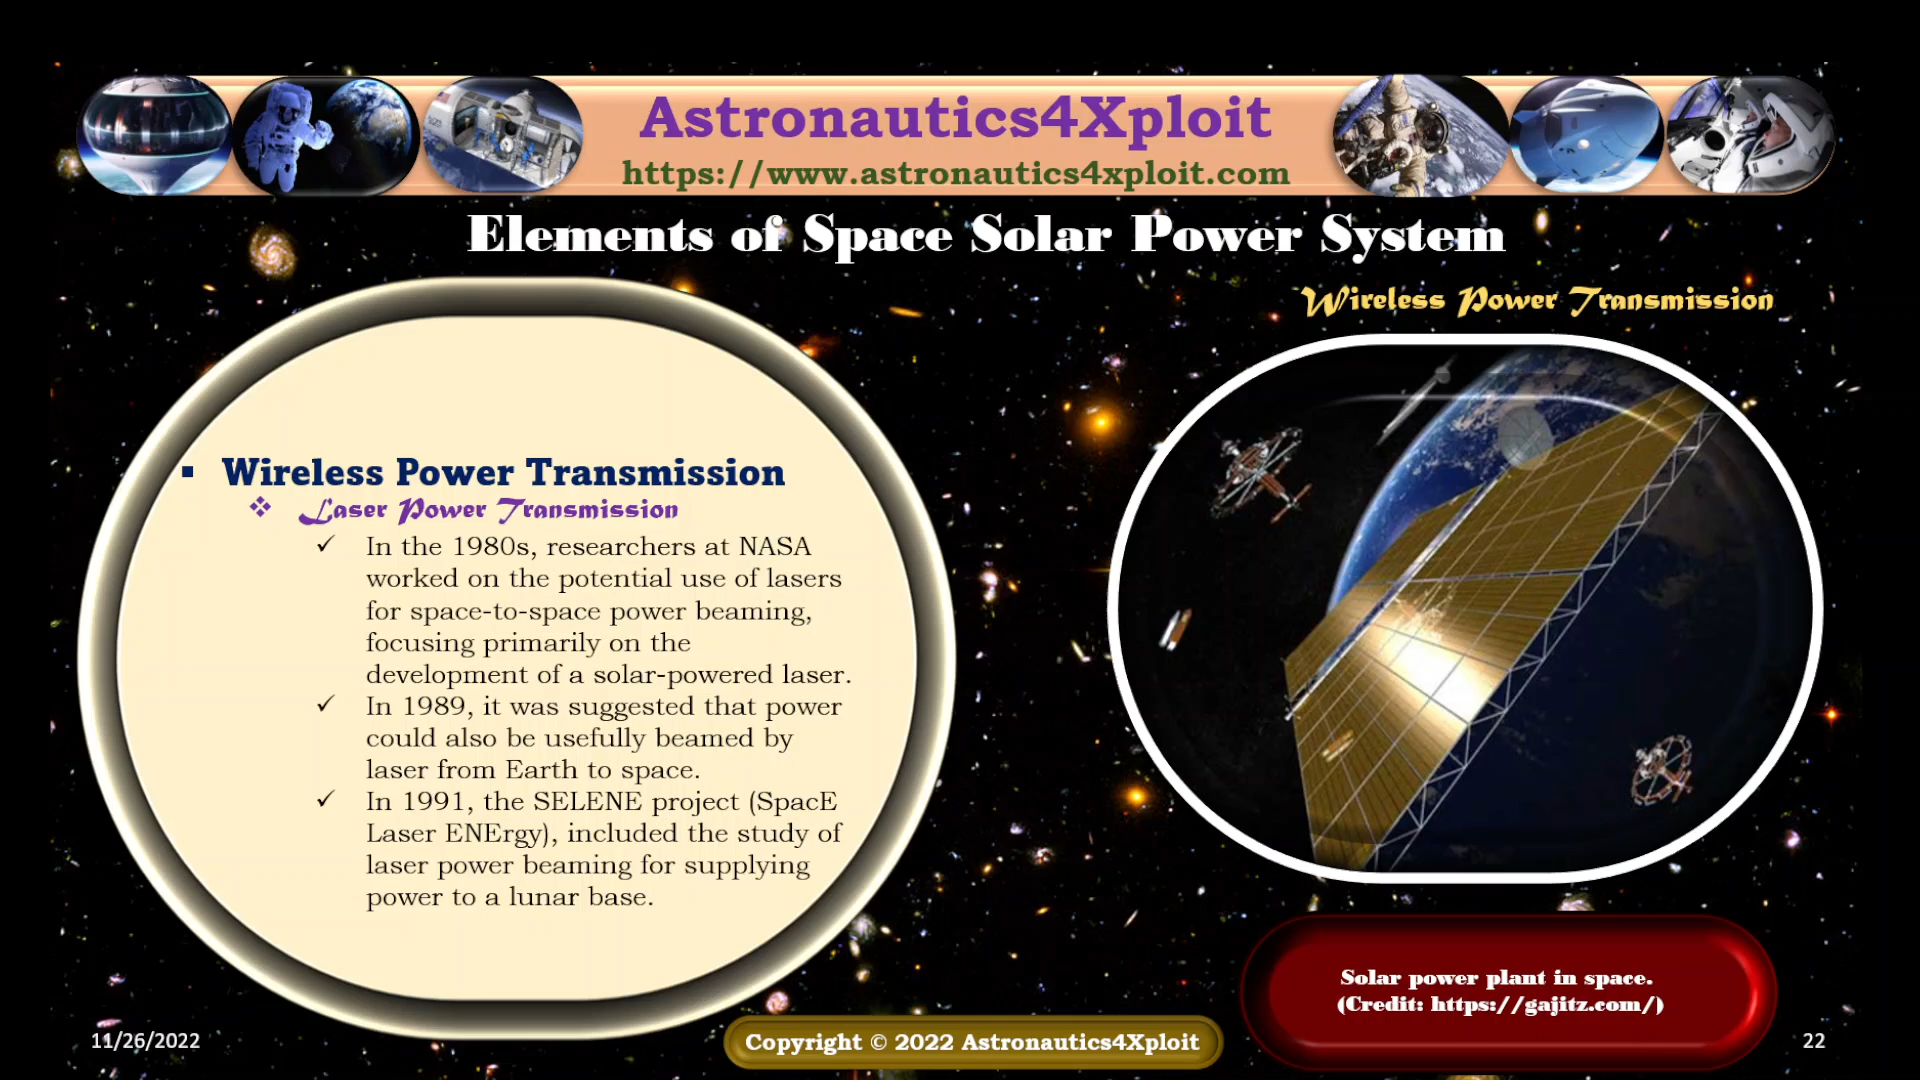 Astronautics4Xploit
https://www.astronautics4xploit.com
Elements of Space Solar Power System
Wireless Power Transmission
▪ Wireless Power Transmission
❖ Laser Power Transmission
✓ In the 1980s, researchers at NASA
worked on the potential use of lasers
for space-to-space power beaming,
focusing primarily on the
development of a solar-powered laser.
✓ In 1989, it was suggested that power
could also be usefully beamed by
laser from Earth to space.
✓ In 1991, the SELENE project (SpacE
Laser ENErgy), included the study of
laser power beaming for supplying
power to a lunar base.
Solar power plant in space.
(Credit: https://gajitz.com/)
11/26/2022
Copyright © 2022 Astronautics4Xploit
22